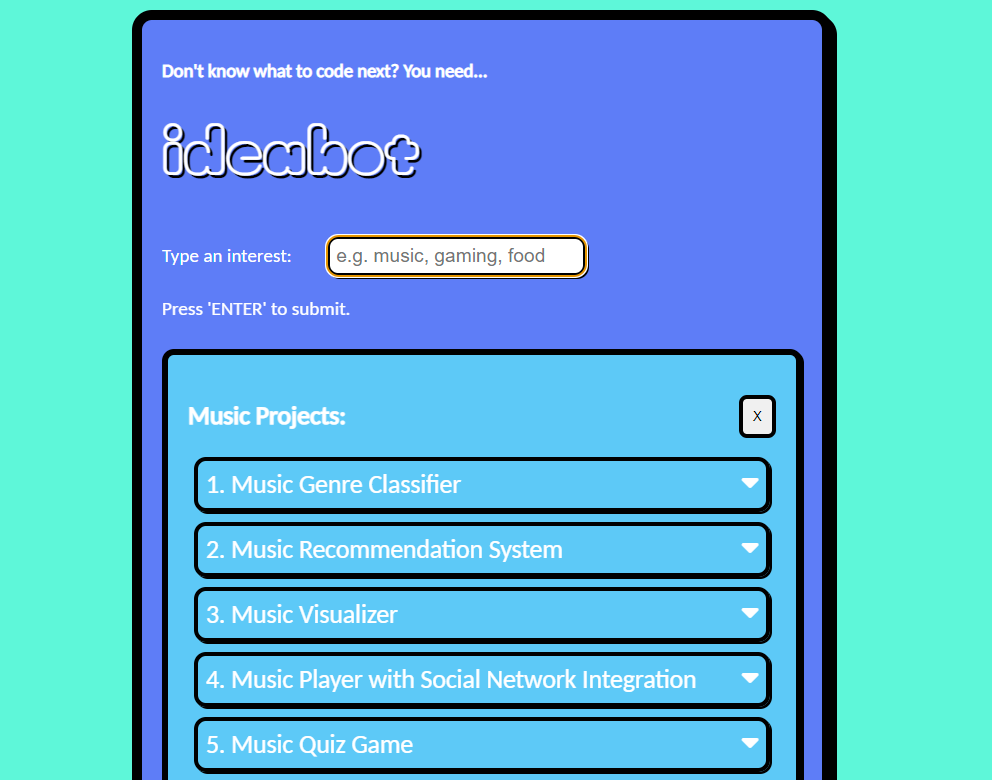 Don't know what to code next? You need...
ideabot
Type an interest:
e.g. music, gaming, food
Press 'ENTER' to submit.
Music Projects:
X
1. Music Genre Classifier
2. Music Recommendation System
3. Music Visualizer
4. Music Player with Social Network Integration
5. Music Quiz Game